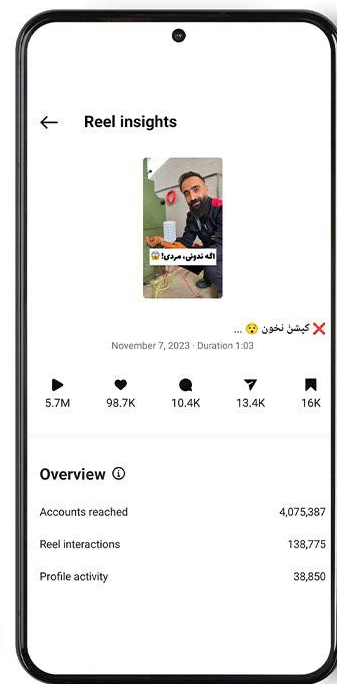 Reel insights
اگه ندونی، مردی! 😱
❌ کپشن نخون 😯 ...
November 7, 2023 · Duration 1:03
5.7M 98.7K 10.4K 13.4K 16K
Overview
Accounts reached 4,075,387
Reel interactions 138,775
Profile activity 38,850